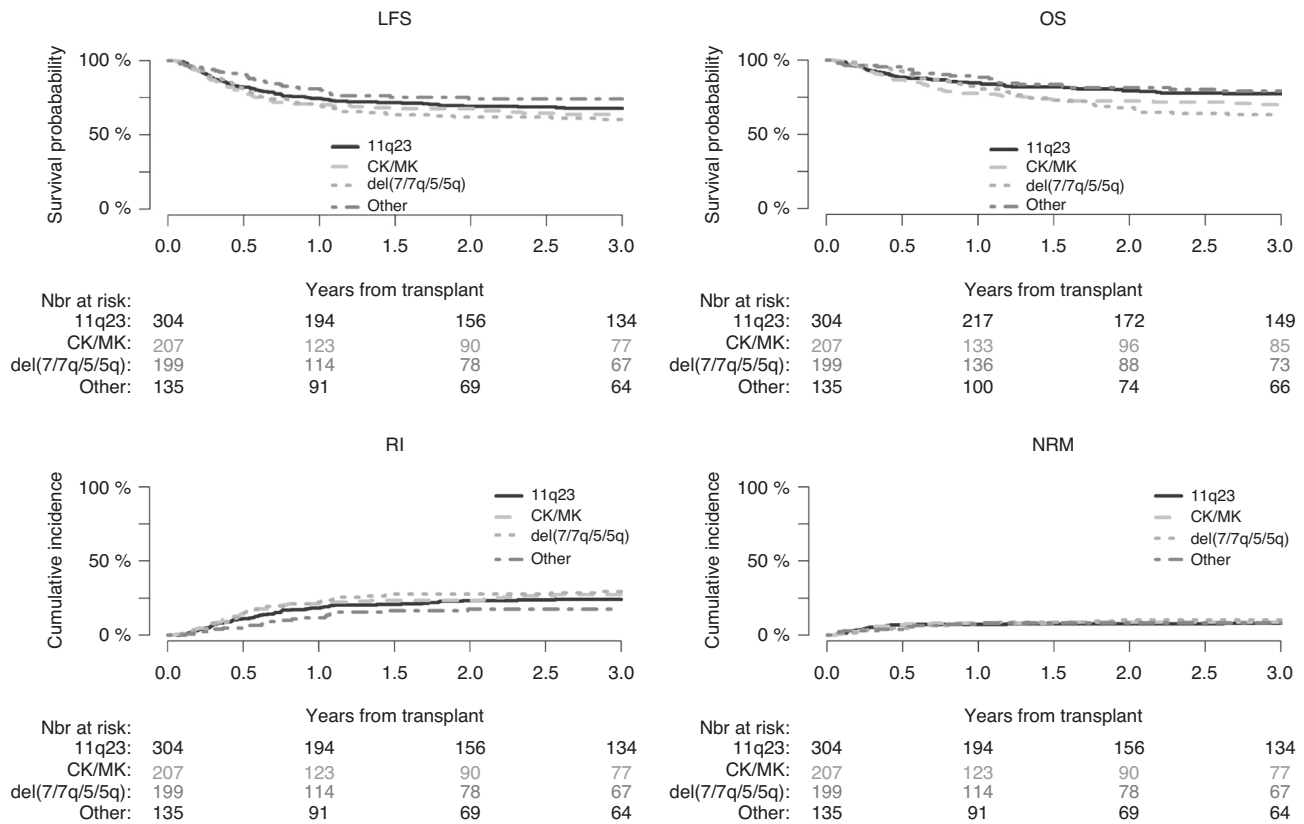 LFS
Survival propabability
100 %
50 %
0 %
11q23
CK/MK
del(7/7q/5/5q)
Other
0.0 0.5 1.0 1.5 2.0 2.5 3.0
Years from transplant
Nbr at risk:
11q23: 304 194 156 134
CK/MK: 207 123 90 77
del(7/7q/5/5q): 199 114 78 67
Other: 135 91 69 64
OS
Survival propabability
100 %
50 %
0 %
11q23
CK/MK
del(7/7q/5/5q)
Other
0.0 0.5 1.0 1.5 2.0 2.5 3.0
Years from transplant
Nbr at risk:
11q23: 304 217 172 149
CK/MK: 207 133 96 85
del(7/7q/5/5q): 199 136 88 73
Other: 135 100 74 66
RI
Cumulative incidence
100 %
50 %
0 %
11q23
CK/MK
del(7/7q/5/5q)
Other
0.0 0.5 1.0 1.5 2.0 2.5 3.0
Years from transplant
Nbr at risk:
11q23: 304 194 156 134
CK/MK: 207 123 90 77
del(7/7q/5/5q): 199 114 78 67
Other: 135 91 69 64
NRM
Cumulative incidence
100 %
50 %
0 %
11q23
CK/MK
del(7/7q/5/5q)
Other
0.0 0.5 1.0 1.5 2.0 2.5 3.0
Years from transplant
Nbr at risk:
11q23: 304 194 156 134
CK/MK: 207 123 90 77
del(7/7q/5/5q): 199 114 78 67
Other: 135 91 69 64